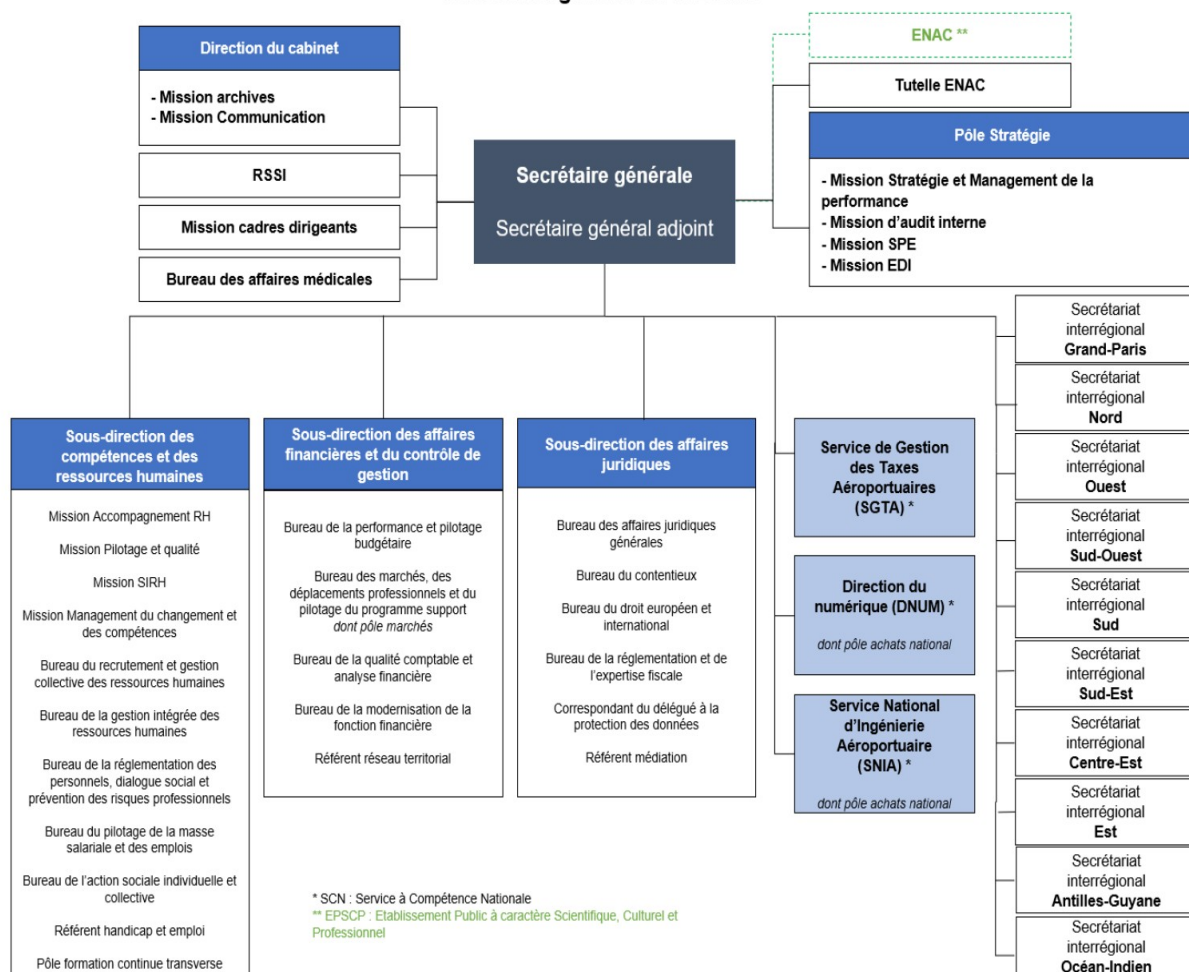 Direction du cabinet
- Mission archives
- Mission Communication
RSSI
Mission cadres dirigeants
Bureau des affaires médicales
Secrétaire générale
Secrétaire général adjoint
ENAC **
Tutelle ENAC
Pôle Stratégie
- Mission Stratégie et Management de la
performance
- Mission d'audit interne
- Mission SPE
- Mission EDI
Sous-direction des
compétences et des
ressources humaines
Mission Accompagnement RH
Mission Pilotage et qualité
Mission SIRH
Mission Management du changement et
des compétences
Bureau du recrutement et gestion
collective des ressources humaines
Bureau de la gestion intégrée des
ressources humaines
Bureau de la réglementation des
personnels, dialogue social et
prévention des risques professionnels
Bureau du pilotage de la masse
salariale et des emplois
Bureau de l'action sociale individuelle et
collective
Référent handicap et emploi
Pôle formation continue transverse
Sous-direction des affaires
financières et du contrôle de
gestion
Bureau de la performance et pilotage
budgétaire
Bureau des marchés, des
déplacements professionnels et du
pilotage du programme support
dont pôle marchés
Bureau de la qualité comptable et
analyse financière
Bureau de la modernisation de la
fonction financière
Référent réseau territorial
Sous-direction des affaires
juridiques
Bureau des affaires juridiques
générales
Bureau du contentieux
Bureau du droit européen et
international
Bureau de la réglementation et de
l'expertise fiscale
Correspondant du délégué à la
protection des données
Référent médiation
Service de Gestion
des Taxes
Aéroportuaires
(SGTA) *
Direction du
numérique (DNUM) *
dont pôle achats national
Service National
d'Ingénierie
Aéroportuaire
(SNIA) *
dont pôle achats national
Secrétariat
interrégional
Grand-Paris
Secrétariat
interrégional
Nord
Secrétariat
interrégional
Ouest
Secrétariat
interrégional
Sud-Ouest
Secrétariat
interrégional
Sud
Secrétariat
interrégional
Sud-Est
Secrétariat
interrégional
Centre-Est
Secrétariat
interrégional
Est
Secrétariat
interrégional
Antilles-Guyane
Secrétariat
interrégional
Océan-Indien
* SCN : Service à Compétence Nationale
** EPSCP : Etablissement Public à caractère Scientifique, Culturel et
Professionnel